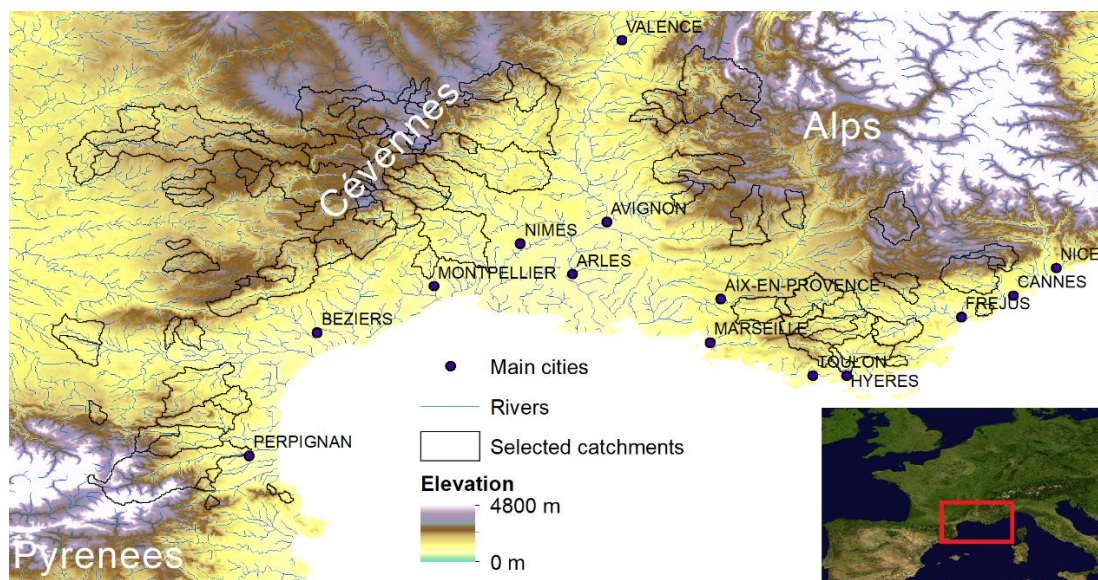 VALENCE
Alps
Cévennes
AVIGNON
NIMES
ARLES
NICE
MONTPELLIER
CANNES
AIX-EN-PROVENCE
FREJUS
BEZIERS
MARSEILLE
Main cities
TOULON
HYERES
Rivers
PERPIGNAN
Selected catchments
Elevation
4800 m
Pyrenees
0 m